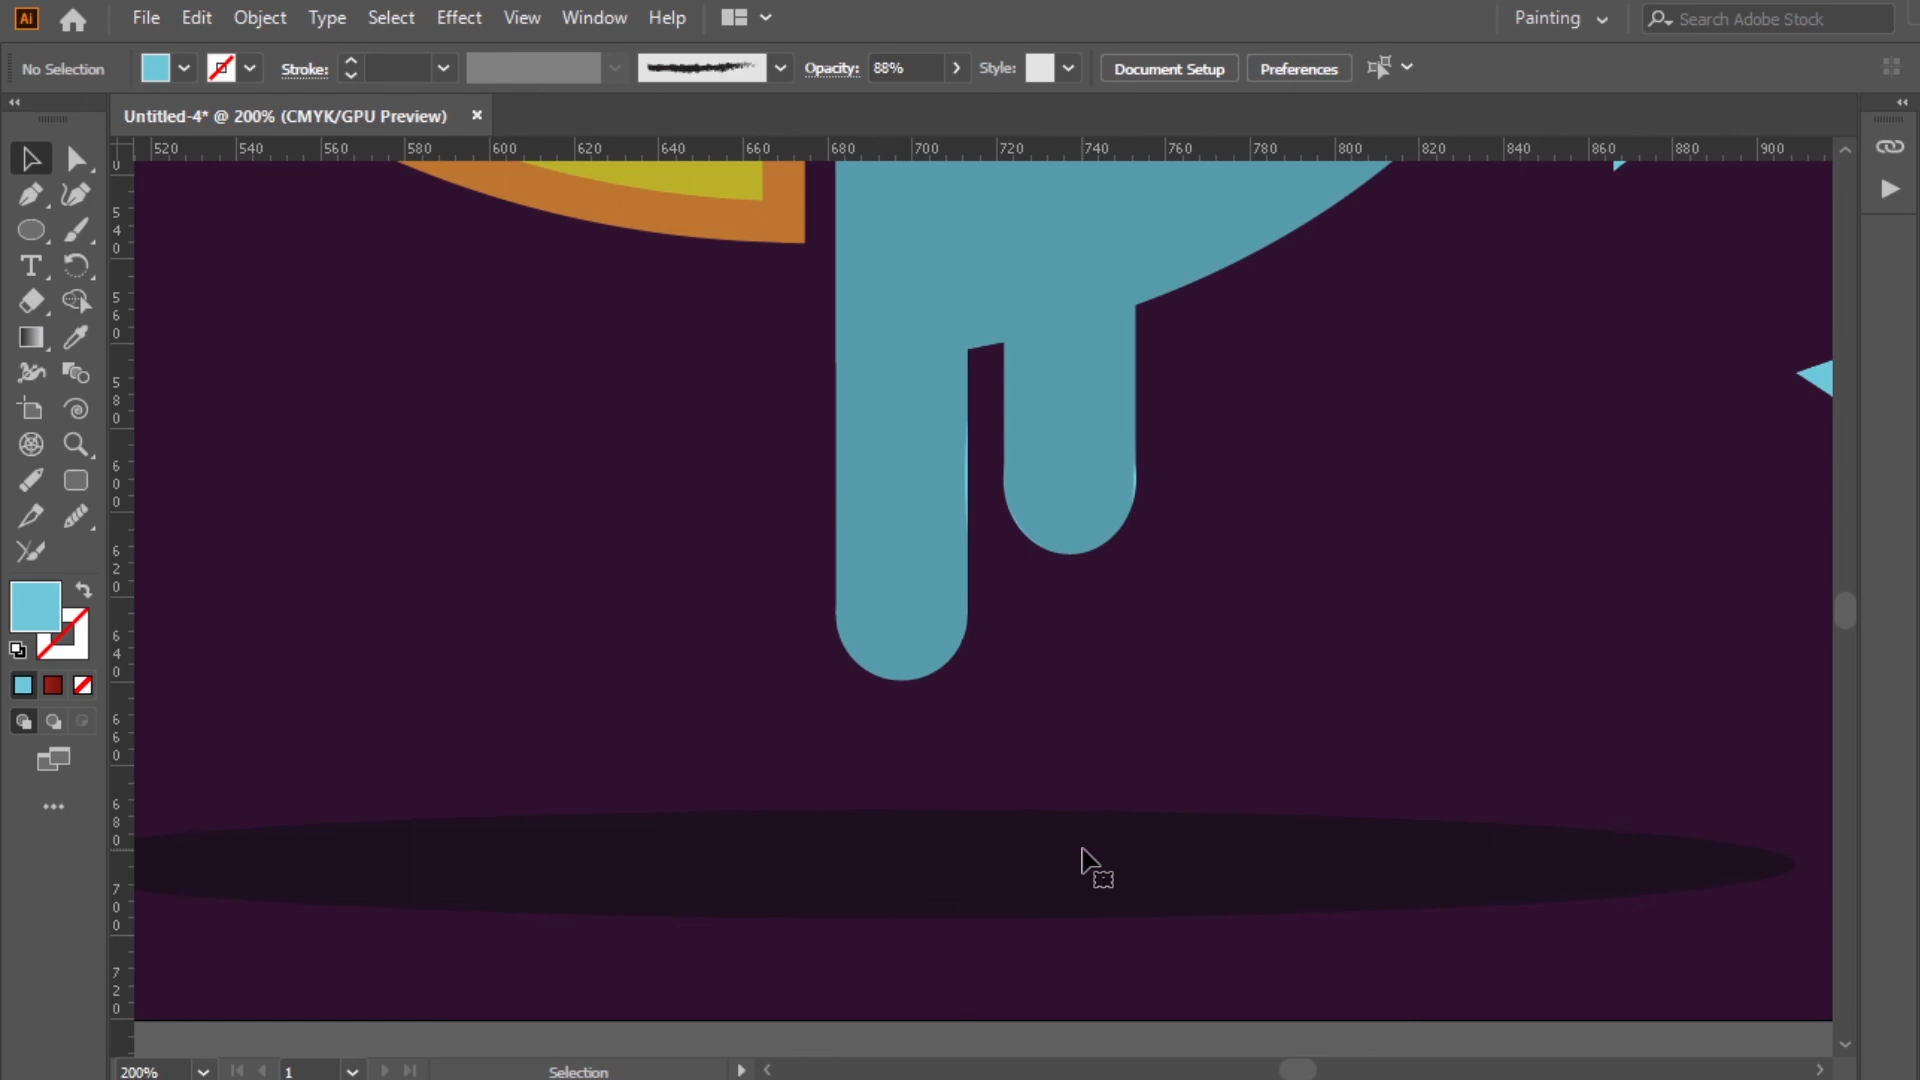 Ai File Edit Object Type Select Effect View Window Help Painting Search Adobe Stock
No Selection Stroke: Opacity: 88% Style: Document Setup Preferences
Untitled-4* @ 200% (CMYK/GPU Preview) ×
520 540 560 580 600 620 640 660 680 700 720 740 760 780 800 820 840 860 880 900
0
540
560
580
600
620
640
660
680
700
720
200% 1 Selection